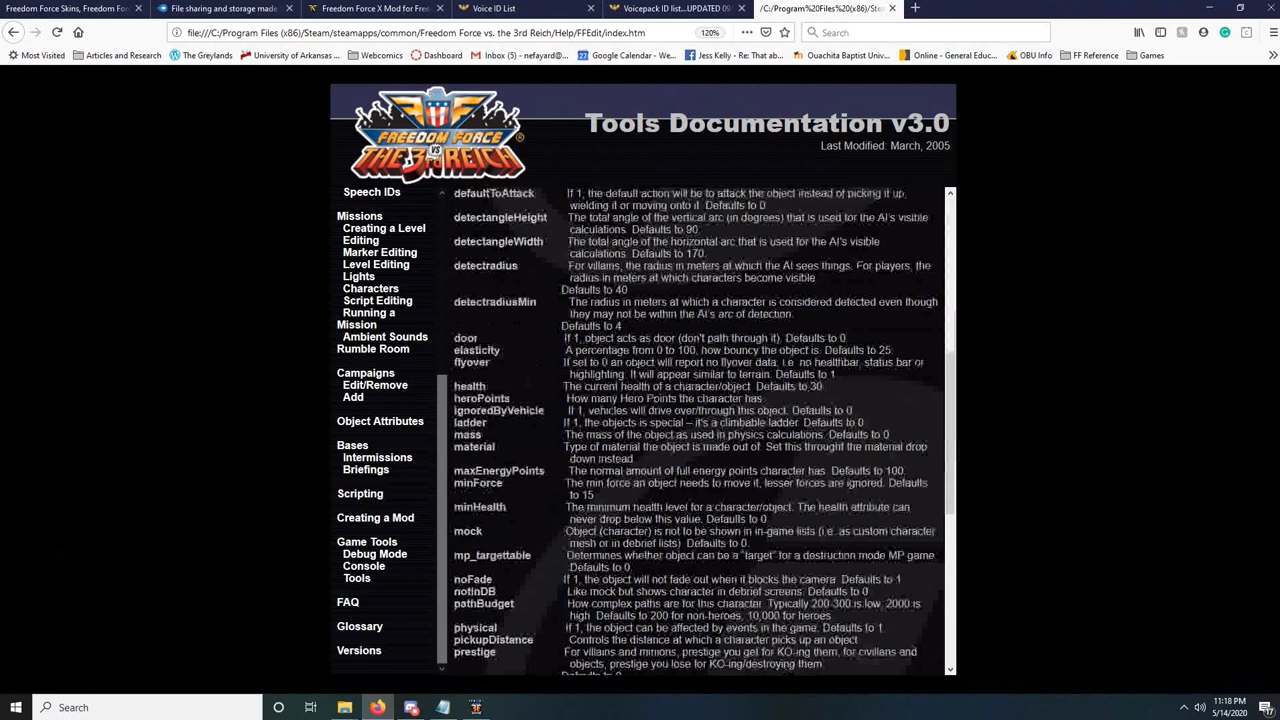 Freedom Force Skins, Freedom Forc
File sharing and storage made
Freedom Force X Mod for Free
Voice ID List
Voicepack ID list...UPDATED 09
/C:/Program%20Files%20(x86)/Ste
file:///C:/Program Files (x86)/Steam/steamapps/common/Freedom Force vs. the 3rd Reich/Help/FFEdit/index.htm
120%
Search
Most Visited
Articles and Research
The Greylands
University of Arkansas ...
Webcomics
Dashboard
Inbox (5) - nefayard@...
Google Calendar - We...
Jess Kelly - Re: That ab...
Ouachita Baptist Univ...
Online - General Educ...
OBU Info
FF Reference
Games
FREEDOM FORCE
VS
THE 3RD REICH
Tools Documentation v3.0
Last Modified: March, 2005
Speech IDs
Missions
Creating a Level
Editing
Marker Editing
Level Editing
Lights
Characters
Script Editing
Running a
Mission
Ambient Sounds
Rumble Room
Campaigns
Edit/Remove
Add
Object Attributes
Bases
Intermissions
Briefings
Scripting
Creating a Mod
Game Tools
Debug Mode
Console
Tools
FAQ
Glossary
Versions
defaultToAttack If 1, the default action will be to attack the object instead of picking it up,
wielding it or moving onto it. Defaults to 0
detectangleHeight The total angle of the vertical arc (in degrees) that is used for the AI's visible
calculations. Defaults to 90
detectangleWidth The total angle of the horizontal arc that is used for the AI's visible
calculations. Defaults to 170.
detectradius For villans, the radius in meters at which the AI sees things. For players, the
radius in meters at which characters become visible
Defaults to 40
detectradiusMin The radius in meters at which a character is considered detected even though
they may not be within the AI's arc of detection.
Defaults to 4
door If 1, object acts as door (don't path through it). Defaults to 0
elasticity A percentage from 0 to 100, how bouncy the object is. Defaults to 25.
flyover If set to 0 an object will report no flyover data, i.e. no healthbar, status bar or
highlighting. It will appear similar to terrain. Defaults to 1
health The current health of a character/object. Defaults to 30
heroPoints How many Hero Points the character has.
ignoredByVehicle If 1, vehicles will drive over/through this object. Defaults to 0
ladder If 1, the objects is special – it's a climbable ladder. Defaults to 0
mass The mass of the object as used in physics calculations. Defaults to 0
material Type of material the object is made out of. Set this throught the material drop
down instead
maxEnergyPoints The normal amount of full energy points character has. Defaults to 100.
minForce The min force an object needs to move it, lesser forces are ignored. Defaults
to 15
minHealth The minimum health level for a character/object. The health attribute can
never drop below this value. Defaults to 0
mock Object (character) is not to be shown in in-game lists (i.e. as custom character
mesh or in debrief lists). Defaults to 0.
mp_targettable Determines whether object can be a "target" for a destruction mode MP game
Defaults to 0.
noFade If 1, the object will not fade out when it blocks the camera. Defaults to 1
notInDB Like mock but shows character in debrief screens. Defaults to 0
pathBudget How complex paths are for this character. Typically 200-300 is low, 2000 is
high. Defaults to 200 for non-heroes, 10,000 for heroes
physical If 1, the object can be affected by events in the game. Defaults to 1
pickupDistance Controls the distance at which a character picks up an object
prestige For villains and minions, prestige you get for KO-ing them, for civilians and
objects, prestige you lose for KO-ing/destroying them
Defaults to 0
Search
11:18 PM
5/14/2020